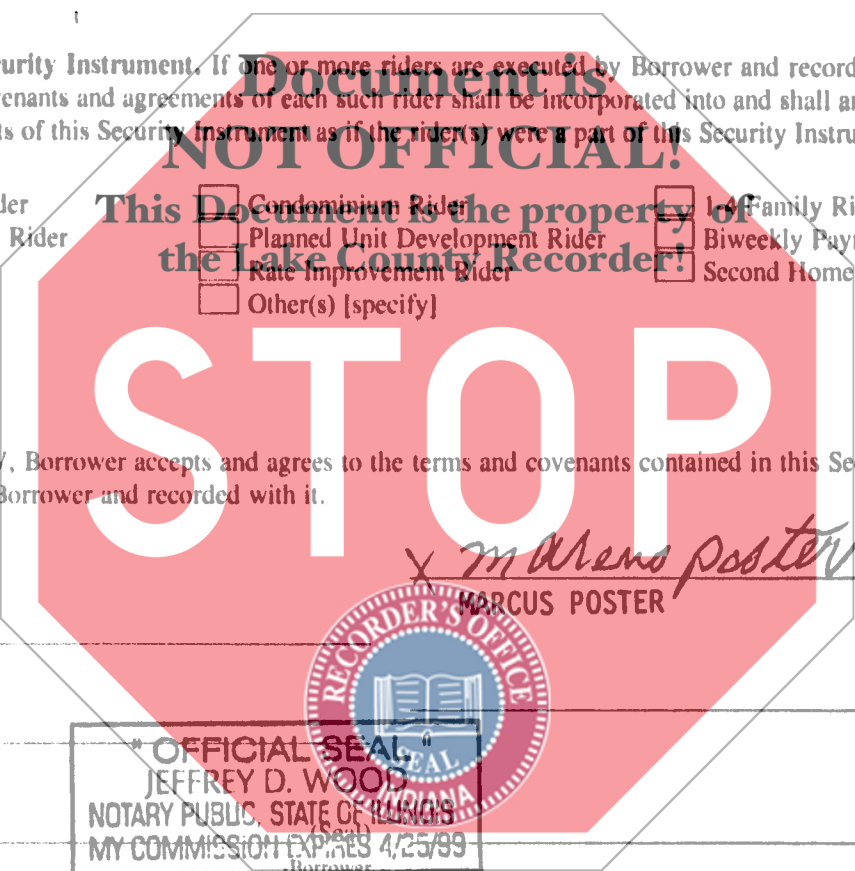 urity Instrument. If one or more riders are executed by Borrower and record
Document is
venants and agreements of each such rider shall be incorporated into and shall a
ts of this Security Instrument as if the rider(s) were a part of this Security Instru
NOT OFFICIAL!
der Condominium Rider 1-4 Family Ri
This Document is the property of
Rider Planned Unit Development Rider Biweekly Pay
the Lake County Recorder!
Rate Improvement Rider Second Home
Other(s) [specify]
STOP
, Borrower accepts and agrees to the terms and covenants contained in this Se
Borrower and recorded with it.
X Marcus Poster
MARCUS POSTER
RECORDER'S OFFICE
SEAL
INDIANA
" OFFICIAL SEAL "
JEFFREY D. WOOD
NOTARY PUBLIC, STATE OF ILLINOIS
(Seal)
MY COMMISSION EXPIRES 4/25/99
-Borrower